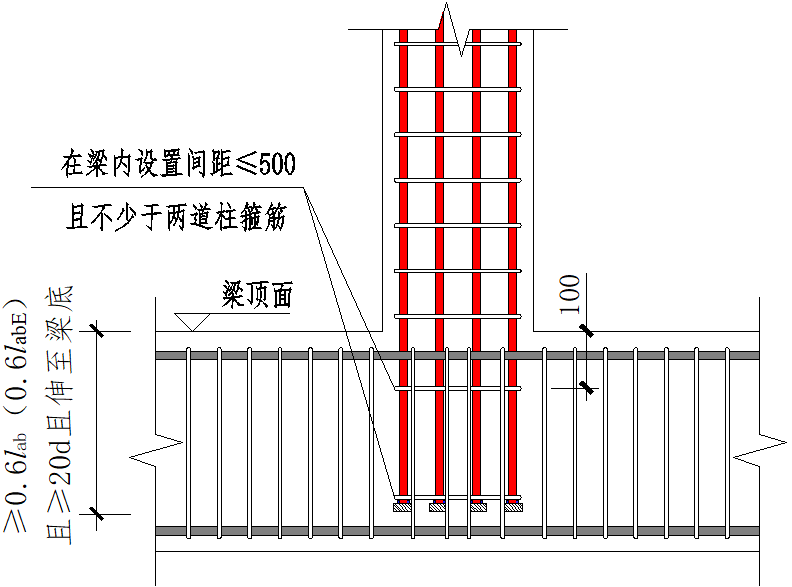 在梁内设置间距≤500
且不少于两道柱箍筋
梁顶面
100
≥0.6lab（0.6labE）
且≥20d且伸至梁底